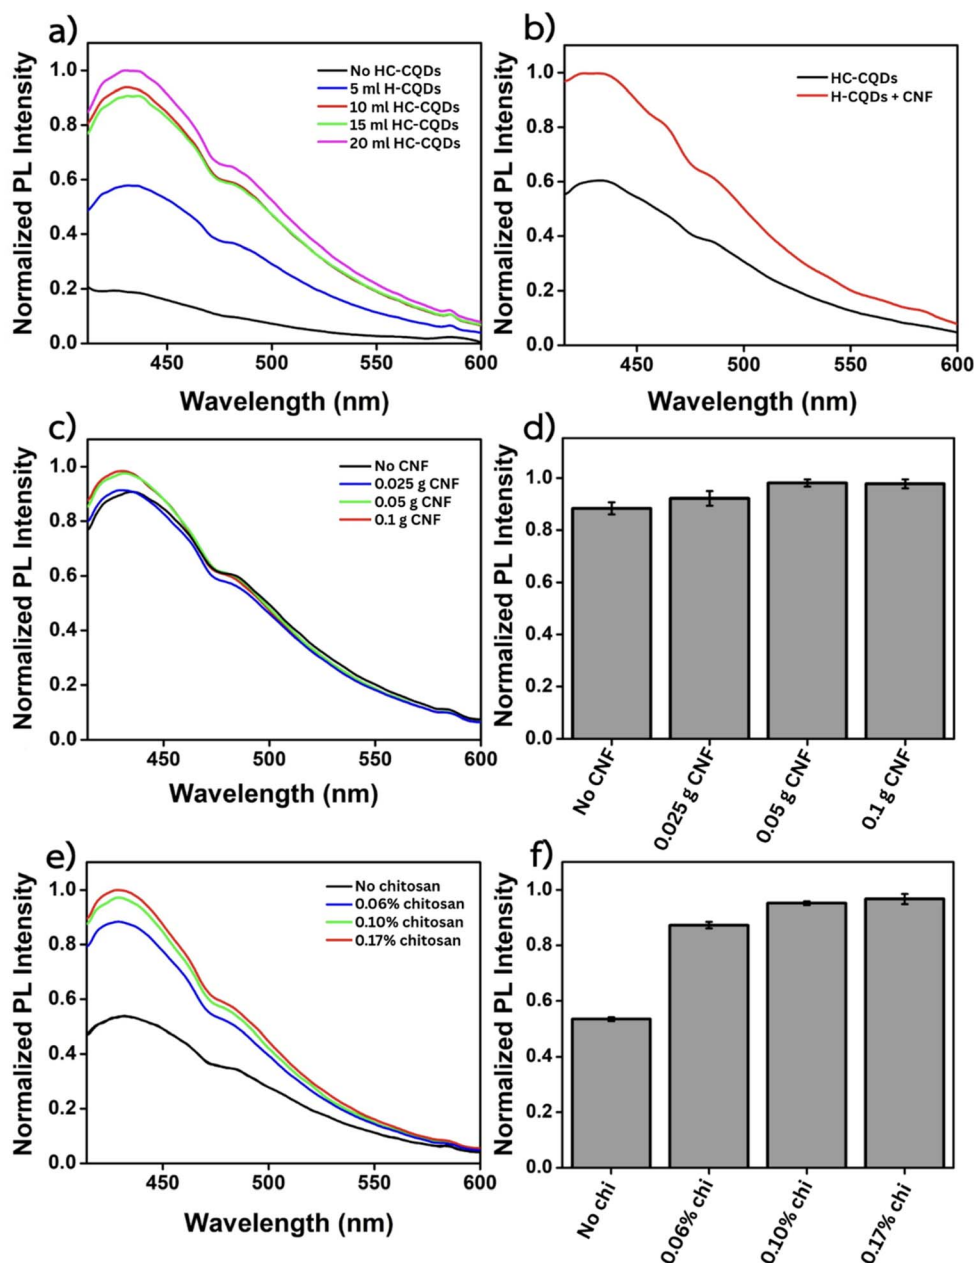 a)
Normalized PL Intensity
1.0
0.8
0.6
0.4
0.2
0.0
No HC-CQDs
5 ml H-CQDs
10 ml HC-CQDs
15 ml HC-CQDs
20 ml HC-CQDs
450 500 550 600
Wavelength (nm)
b)
Normalized PL Intensity
1.0
0.8
0.6
0.4
0.2
0.0
HC-CQDs
H-CQDs + CNF
450 500 550 600
Wavelength (nm)
c)
Normalized PL Intensity
1.0
0.8
0.6
0.4
0.2
0.0
No CNF
0.025 g CNF
0.05 g CNF
0.1 g CNF
450 500 550 600
Wavelength (nm)
d)
Normalized PL Intensity
1.0
0.8
0.6
0.4
0.2
0.0
No CNF
0.025 g CNF
0.05 g CNF
0.1 g CNF
e)
Normalized PL Intensity
1.0
0.8
0.6
0.4
0.2
0.0
No chitosan
0.06% chitosan
0.10% chitosan
0.17% chitosan
450 500 550 600
Wavelength (nm)
f)
Normalized PL Intensity
1.0
0.8
0.6
0.4
0.2
0.0
No chi
0.06% chi
0.10% chi
0.17% chi